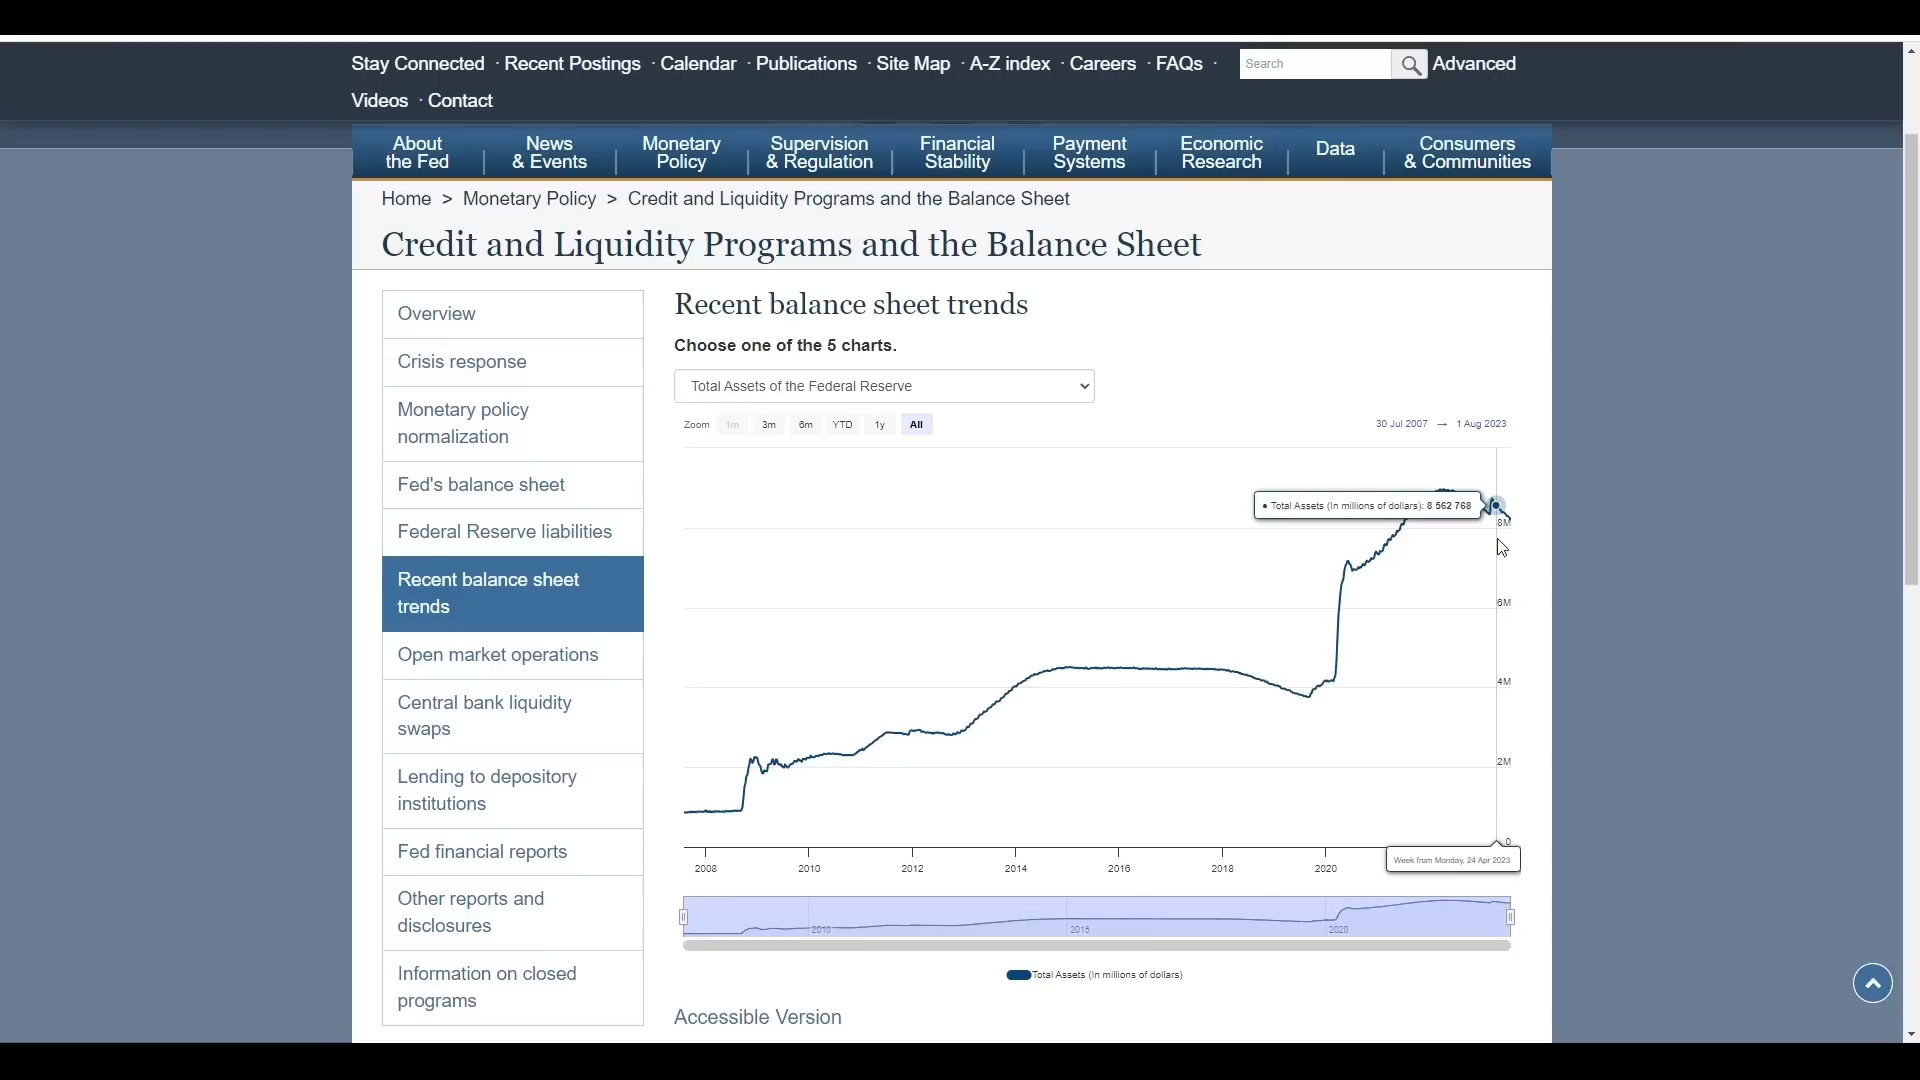 Stay Connected · Recent Postings · Calendar · Publications · Site Map · A-Z index · Careers · FAQs ·
Search
Advanced
Videos · Contact
About
the Fed
News
& Events
Monetary
Policy
Supervision
& Regulation
Financial
Stability
Payment
Systems
Economic
Research
Data
Consumers
& Communities
Home > Monetary Policy > Credit and Liquidity Programs and the Balance Sheet
Credit and Liquidity Programs and the Balance Sheet
Overview
Crisis response
Monetary policy
normalization
Fed's balance sheet
Federal Reserve liabilities
Recent balance sheet
trends
Open market operations
Central bank liquidity
swaps
Lending to depository
institutions
Fed financial reports
Other reports and
disclosures
Information on closed
programs
Recent balance sheet trends
Choose one of the 5 charts.
Total Assets of the Federal Reserve
Zoom 1m 3m 6m YTD 1y All
30 Jul 2007 → 1 Aug 2023
● Total Assets (In millions of dollars): 8 562 768
8M
6M
4M
2M
0
Week from Monday, 24 Apr 2023
2008 2010 2012 2014 2016 2018 2020
2010 2015 2020
Total Assets (In millions of dollars)
Accessible Version